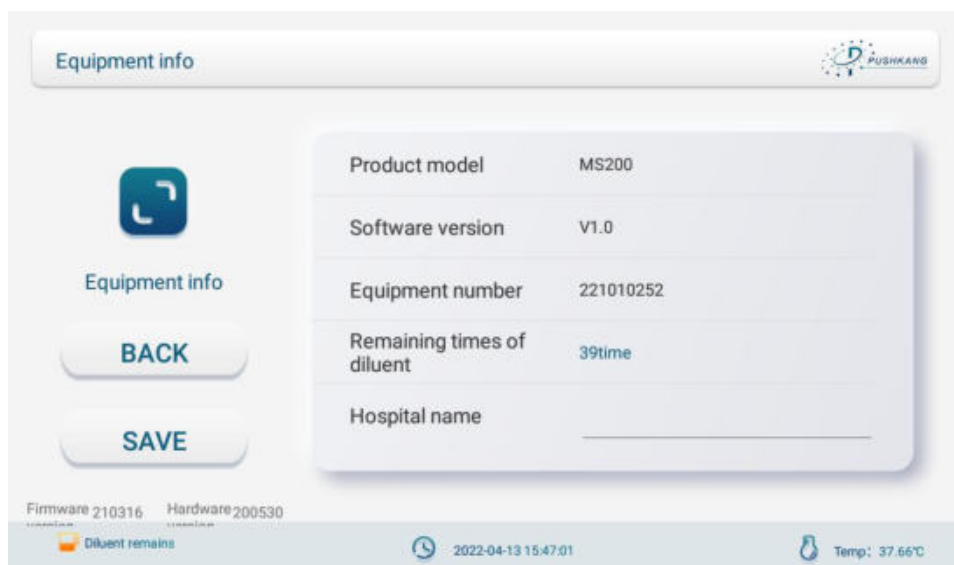 Equipment info
PUSHKANG
Product model MS200
Software version V1.0
Equipment info
Equipment number 221010252
BACK
Remaining times of
diluent
39time
Hospital name
SAVE
Firmware 210316 Hardware 200530
version version
Diluent remains 2022-04-13 15:47:01 Temp: 37.66℃